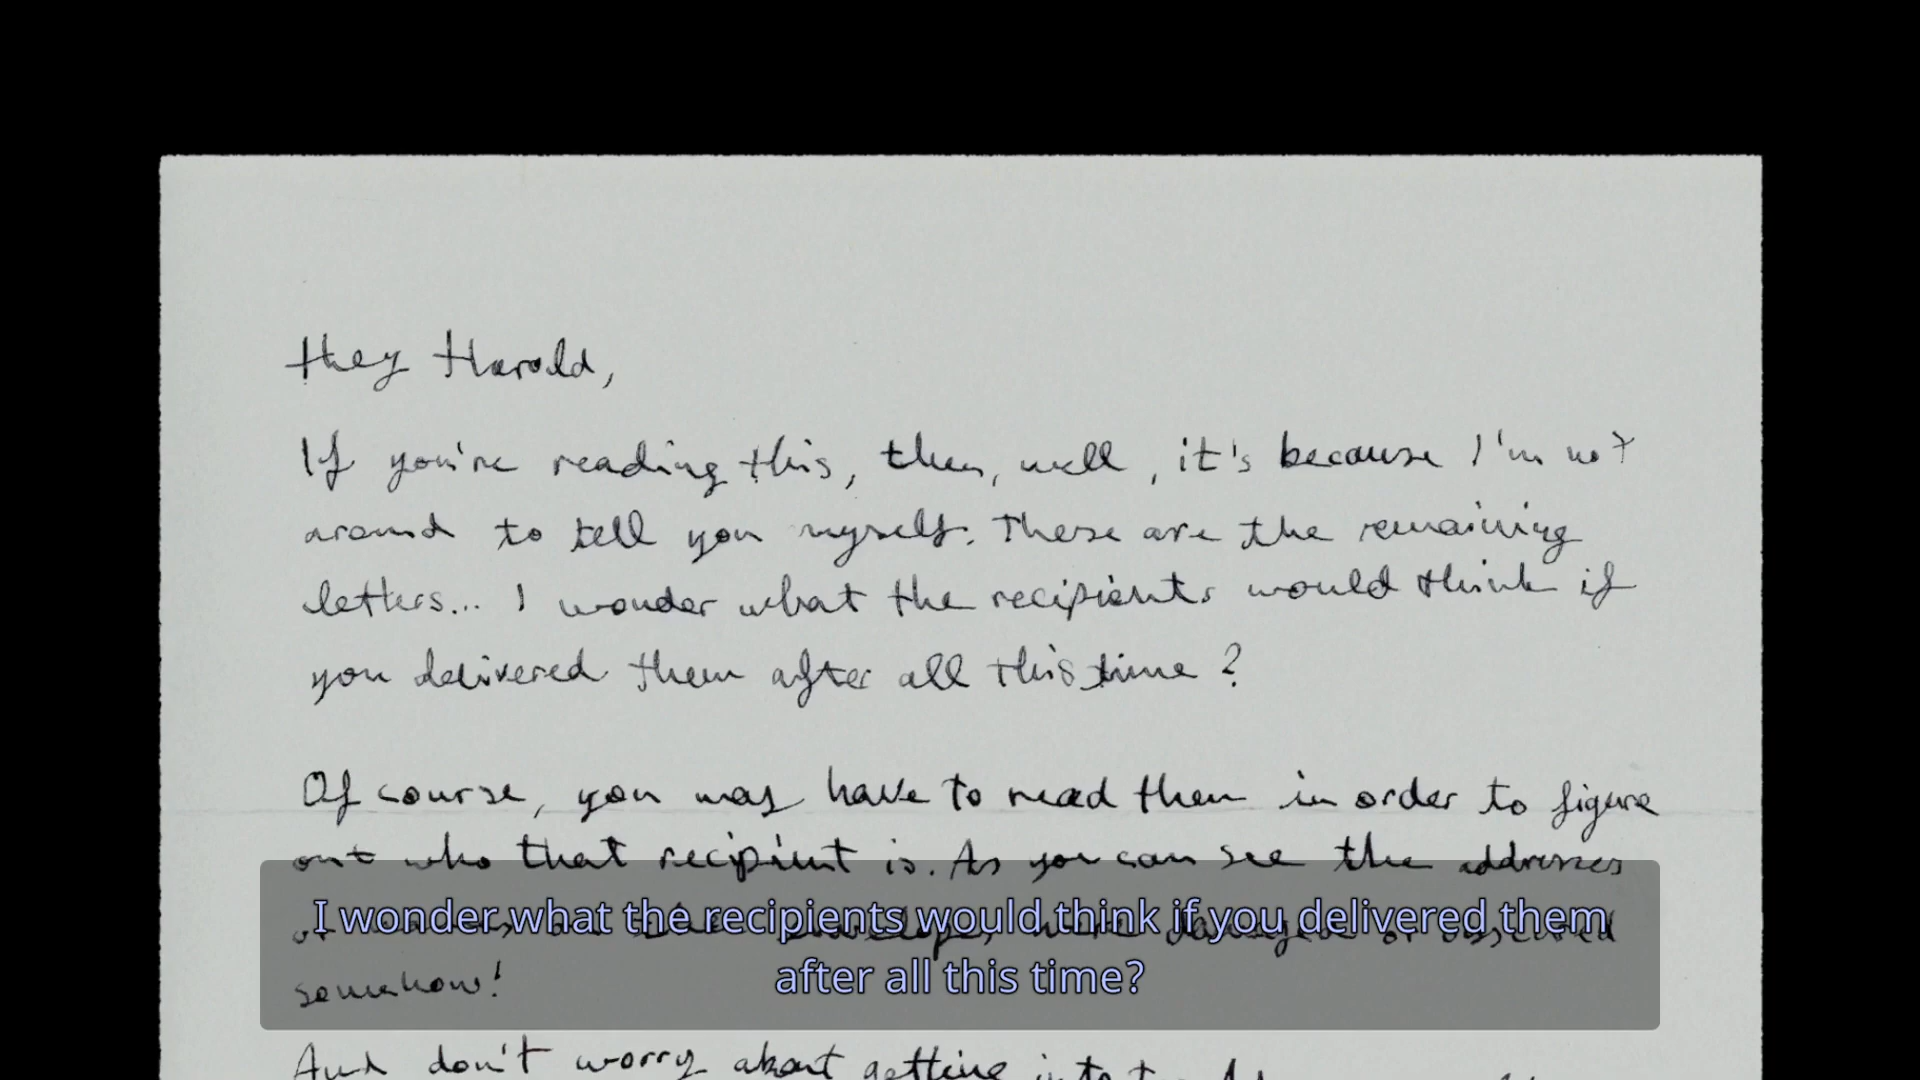 Hey Harold,
If you're reading this, then, well, it's because I'm not
around to tell you myself. These are the remaining
letters... I wonder what the recipients would think if
you delivered them after all this time?
Of course, you may have to read them in order to figure
out who that recipient is. As you can see the addresses
I wonder what the recipients would think if you delivered them
after all this time?
somehow!
And don't worry about getting into